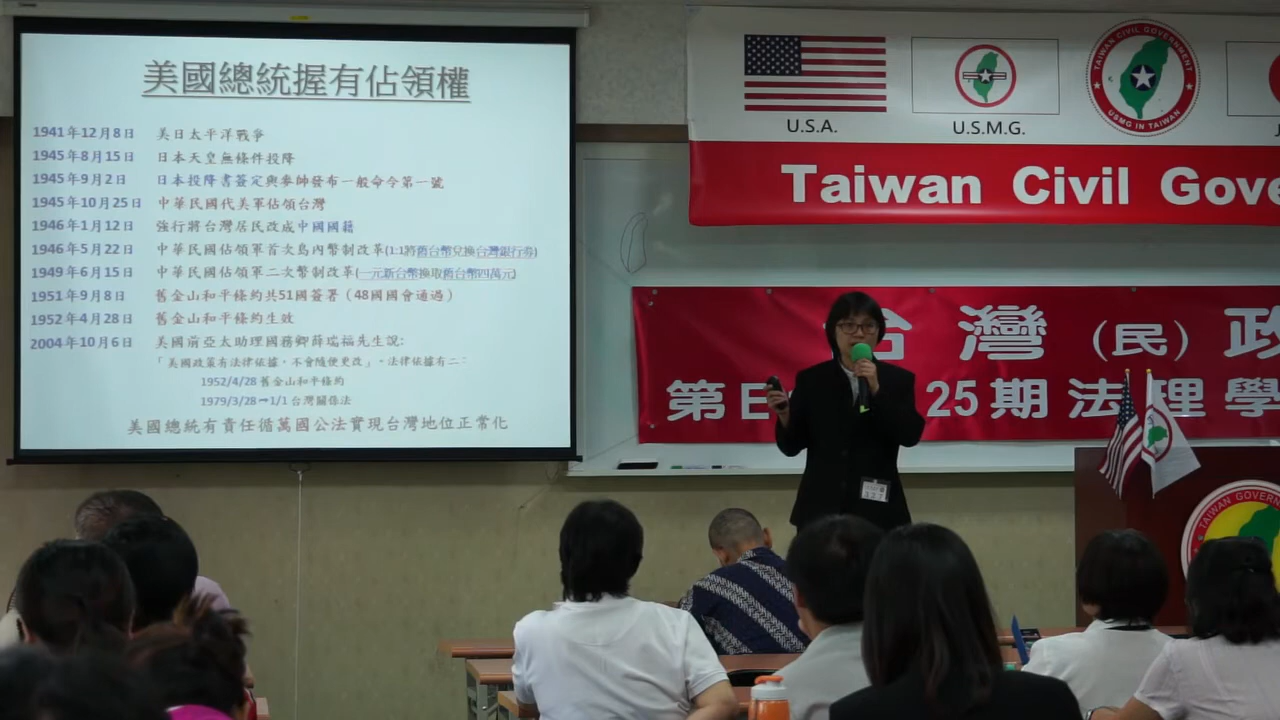 美國總統握有佔領權
1941年12月8日 美日太平洋戰爭
1945年8月15日 日本天皇無條件投降
1945年9月2日 日本投降書簽定與麥帥發布一般命令第一號
1945年10月25日 中華民國代美軍佔領台灣
1946年1月12日 強行將台灣居民改成中國國籍
1946年5月22日 中華民國佔領軍首次島內幣制改革(1:1將舊台幣兌換台灣銀行券)
1949年6月15日 中華民國佔領軍二次幣制改革(一元新台幣換取舊台幣四萬元)
1951年9月8日 舊金山和平條約共51國簽署（48國國會通過）
1952年4月28日 舊金山和平條約生效
2004年10月6日 美國前亞太助理國務卿薛瑞福先生說:
「美國政策有法律依據，不會隨便更改」，法律依據有二:
1952/4/28 舊金山和平條約
1979/3/28→1/1 台灣關係法
美國總統有責任循萬國公法實現台灣地位正常化
U.S.A.
U.S.M.G.
TAIWAN CIVIL GOVERNMENT
USMG IN TAIWAN
J
Taiwan Civil Gove
台灣(民)政
第 25期法理學
TAIWAN GOVERN